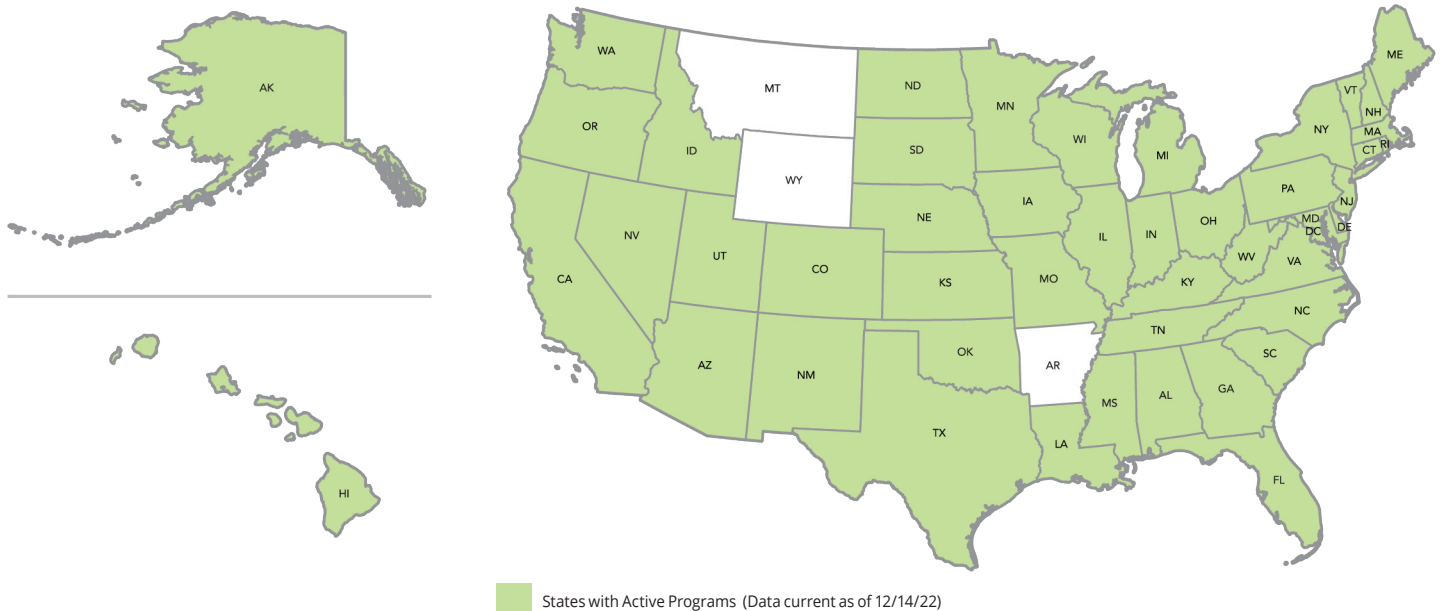 WA
MT
ND
MN
ME
AK
OR
ID
SD
WI
MI
VT
NH
NY
MA
CT
RI
WY
IA
NE
PA
NJ
NV
UT
CO
IL
IN
OH
MD
DC
DE
CA
KS
MO
WV
VA
KY
NC
TN
AZ
NM
OK
AR
SC
GA
MS
AL
TX
LA
FL
HI
States with Active Programs (Data current as of 12/14/22)